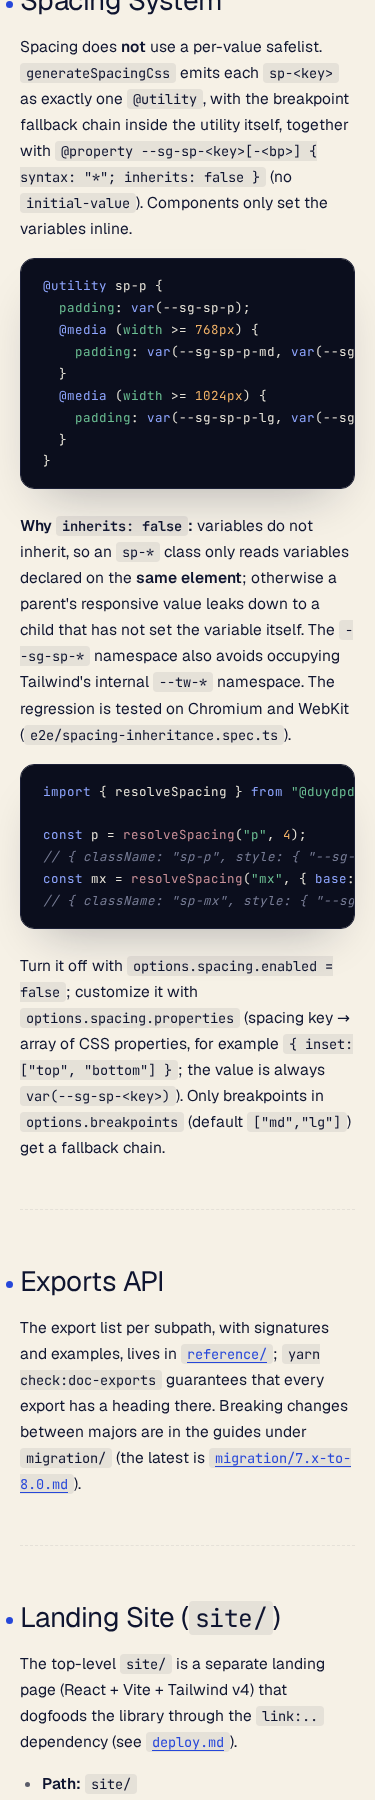 Spacing System
Spacing does not use a per-value safelist.
generateSpacingCss emits each sp-<key>
as exactly one @utility, with the breakpoint
fallback chain inside the utility itself, together
with @property --sg-sp-<key>[-<bp>] {
syntax: "*"; inherits: false } (no
initial-value). Components only set the
variables inline.
@utility sp-p {
  padding: var(--sg-sp-p);
  @media (width >= 768px) {
    padding: var(--sg-sp-p-md, var(--sg
  }
  @media (width >= 1024px) {
    padding: var(--sg-sp-p-lg, var(--sg
  }
}
Why inherits: false: variables do not
inherit, so an sp-* class only reads variables
declared on the same element; otherwise a
parent's responsive value leaks down to a
child that has not set the variable itself. The -
-sg-sp-* namespace also avoids occupying
Tailwind's internal --tw-* namespace. The
regression is tested on Chromium and WebKit
(e2e/spacing-inheritance.spec.ts).
import { resolveSpacing } from "@duydpd
const p = resolveSpacing("p", 4);
// { className: "sp-p", style: { "--sg-
const mx = resolveSpacing("mx", { base:
// { className: "sp-mx", style: { "--sg
Turn it off with options.spacing.enabled =
false; customize it with
options.spacing.properties (spacing key →
array of CSS properties, for example { inset:
["top", "bottom"] }; the value is always
var(--sg-sp-<key>)). Only breakpoints in
options.breakpoints (default ["md","lg"])
get a fallback chain.
Exports API
The export list per subpath, with signatures
and examples, lives in reference/; yarn
check:doc-exports guarantees that every
export has a heading there. Breaking changes
between majors are in the guides under
migration/ (the latest is migration/7.x-to-
8.0.md).
Landing Site (site/)
The top-level site/ is a separate landing
page (React + Vite + Tailwind v4) that
dogfoods the library through the link:..
dependency (see deploy.md).
• Path: site/